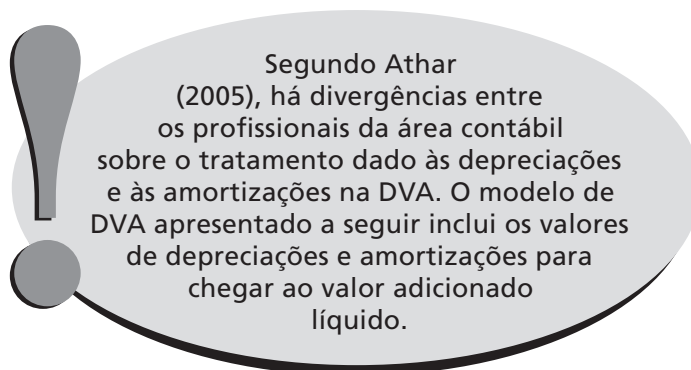 Segundo Athar
(2005), há divergências entre
os profissionais da área contábil
sobre o tratamento dado às depreciações
e às amortizações na DVA. O modelo de
DVA apresentado a seguir inclui os valores
de depreciações e amortizações para
chegar ao valor adicionado
líquido.